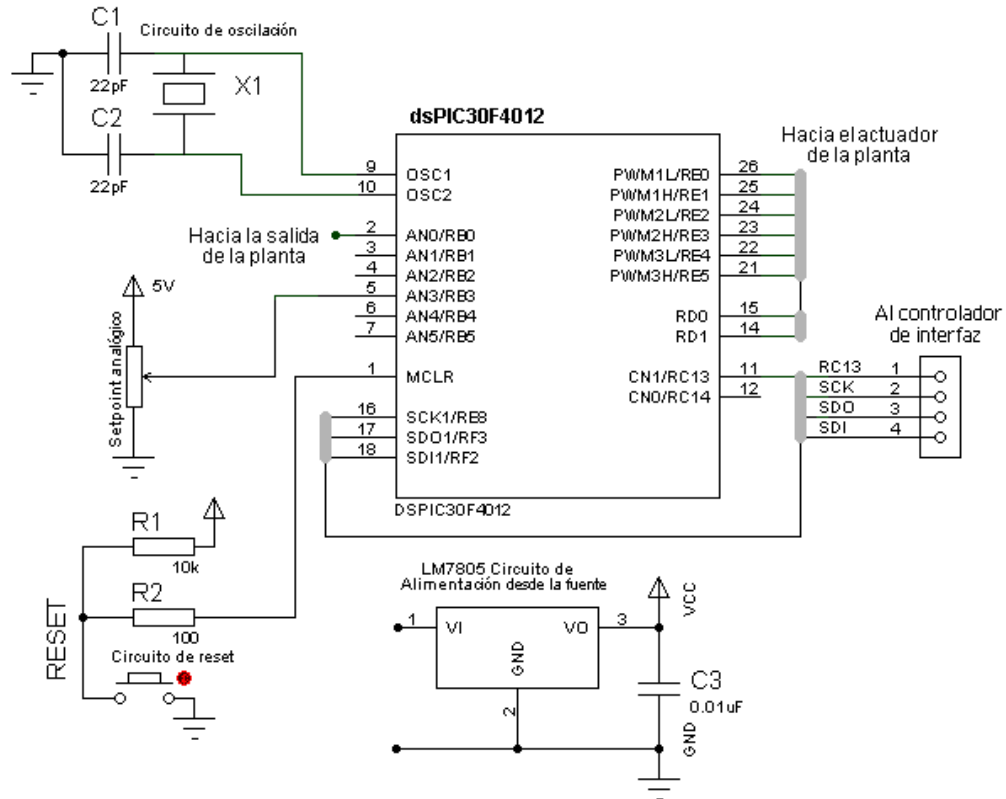 C1
Circuito de oscilación
22pF
X1
C2
22pF
dsPIC30F4012
Hacia el actuador
de la planta
9 OSC1
10 OSC2
Hacia la salida
de la planta
2 AN0/RB0
3 AN1/RB1
4 AN2/RB2
5 AN3/RB3
6 AN4/RB4
7 AN5/RB5
1 MCLR
16 SCK1/RE8
17 SDO1/RF3
18 SDI1/RF2
PWM1L/RE0 26
PWM1H/RE1 25
PWM2L/RE2 24
PWM2H/RE3 23
PWM3L/RE4 22
PWM3H/RE5 21
RD0 15
RD1 14
CN1/RC13 11
CN0/RC14 12
DSPIC30F4012
Al controlador
de interfaz
RC13 1
SCK 2
SDO 3
SDI 4
5V
Setpoint analógico
R1
10k
R2
100
RESET
Circuito de reset
LM7805 Circuito de
Alimentación desde la fuente
1 VI
VO 3
GND
2
VCC
C3
0.01uF
GND